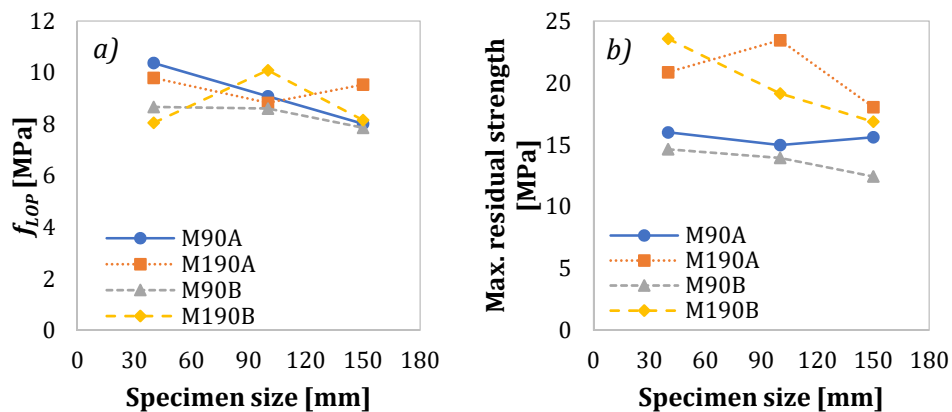 a)
12
10
8
6
4
2
0
f_LOP [MPa]
M90A
M190A
M90B
M190B
0 30 60 90 120 150 180
Specimen size [mm]
b)
25
20
15
10
5
0
Max. residual strength
[MPa]
M90A
M190A
M90B
M190B
0 30 60 90 120 150 180
Specimen size [mm]